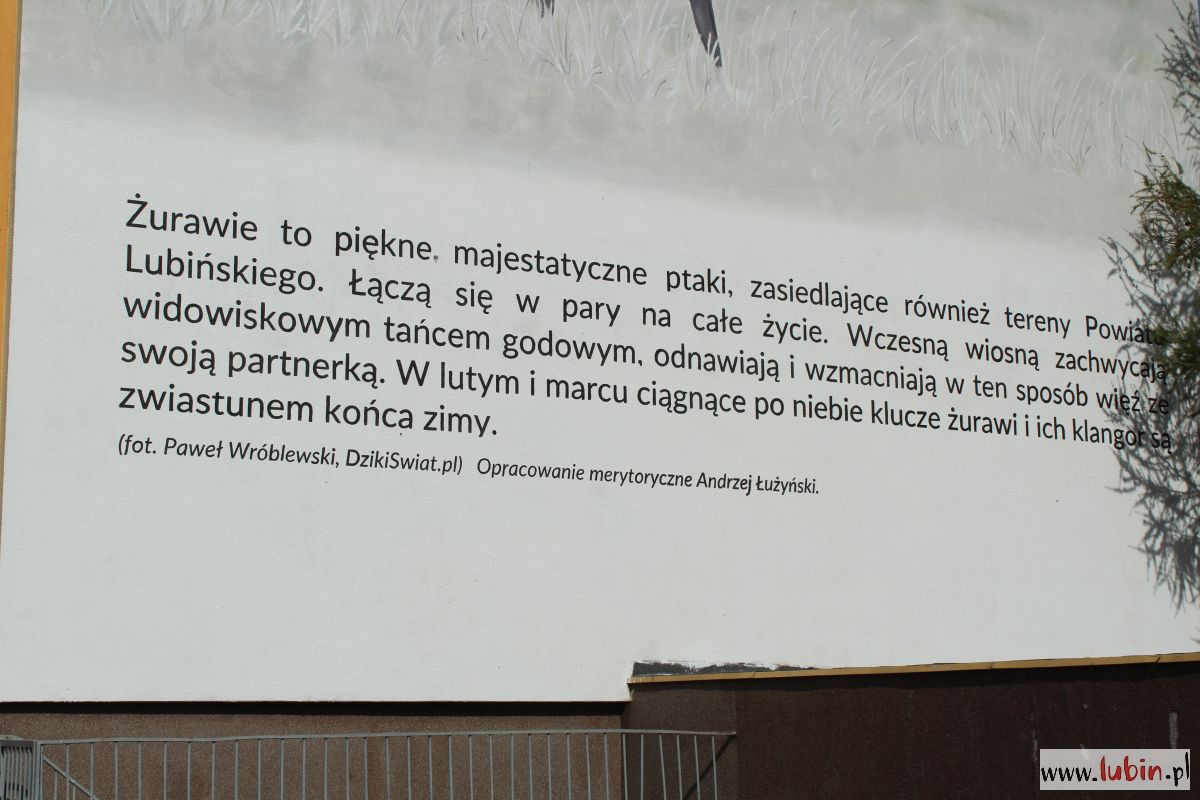 Żurawie to piękne, majestatyczne ptaki, zasiedlające również tereny Powiatu
Lubińskiego. Łączą się w pary na całe życie. Wczesną wiosną zachwycają
widowiskowym tańcem godowym, odnawiają i wzmacniają w ten sposób więź ze
swoją partnerką. W lutym i marcu ciągnące po niebie klucze żurawi i ich klangor są
zwiastunem końca zimy.
(fot. Paweł Wróblewski, DzikiSwiat.pl) Opracowanie merytoryczne Andrzej Łużyński.
www.lubin.pl